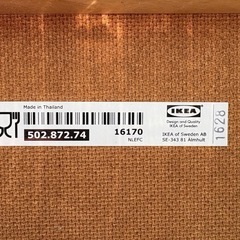 Made in Thailand
502.872.74
16170
NLEFC
IKEA
Design and Quality
IKEA of Sweden
IKEA of Sweden AB
SE-343 81 Älmhult
1628